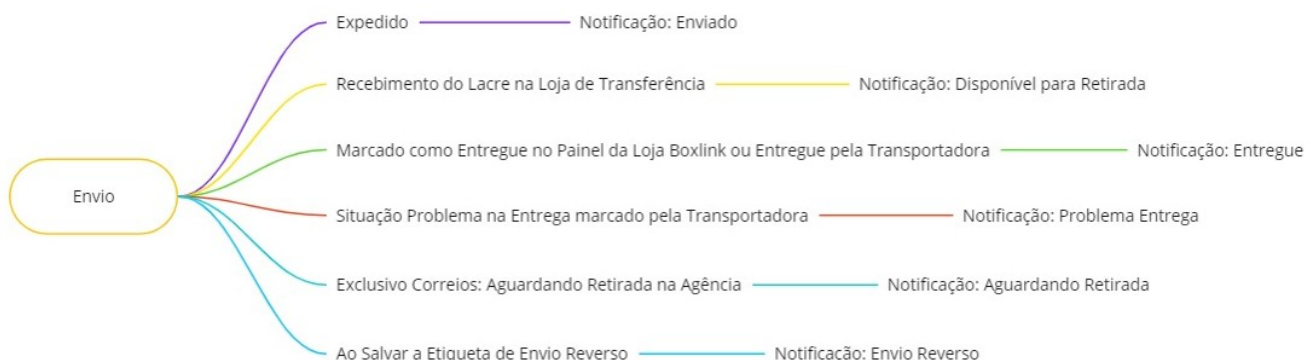 Expedido Notificação: Enviado
Recebimento do Lacre na Loja de Transferência Notificação: Disponível para Retirada
Marcado como Entregue no Painel da Loja Boxlink ou Entregue pela Transportadora Notificação: Entregue
Envio
Situação Problema na Entrega marcado pela Transportadora Notificação: Problema Entrega
Exclusivo Correios: Aguardando Retirada na Agência Notificação: Aguardando Retirada
Ao Salvar a Etiqueta de Envio Reverso Notificação: Envio Reverso